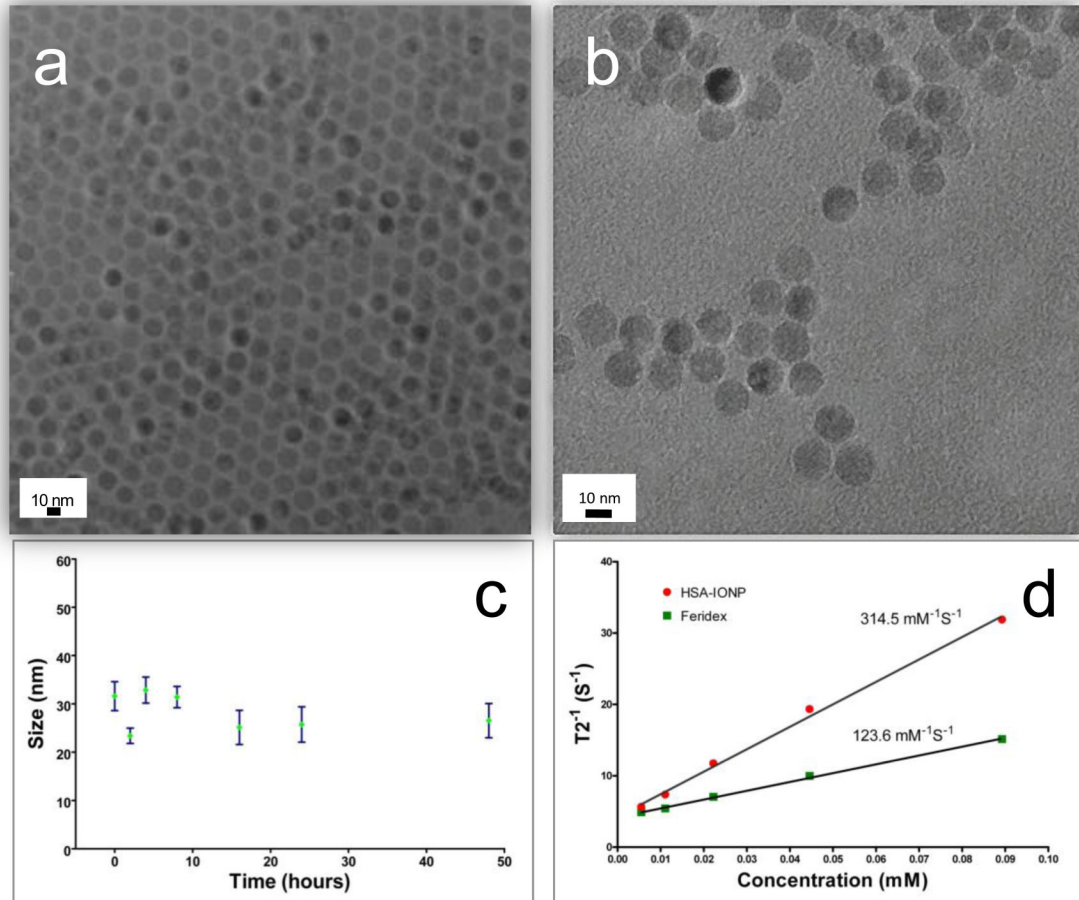 a
10 nm
b
10 nm
c
60
50
40
30
20
10
0
Size (nm)
0 10 20 30 40 50
Time (hours)
d
HSA-IONP
Feridex
314.5 mM⁻¹S⁻¹
123.6 mM⁻¹S⁻¹
40
30
20
10
0
T2⁻¹ (S⁻¹)
0.00 0.01 0.02 0.03 0.04 0.05 0.06 0.07 0.08 0.09 0.10
Concentration (mM)